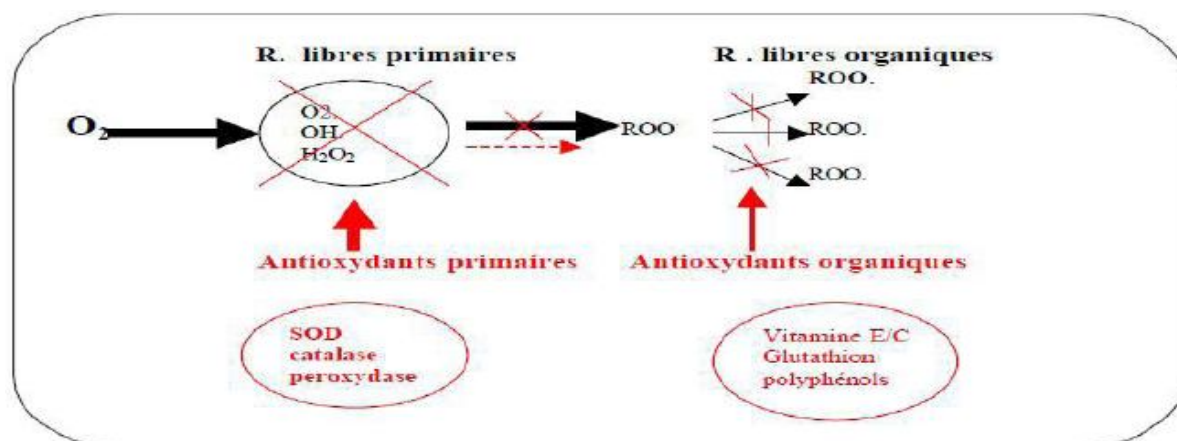 R. libres primaires
R . libres organiques
O₂
O2.
OH.
H₂O₂
ROO
ROO.
ROO.
ROO.
Antioxydants primaires
Antioxydants organiques
SOD
catalase
peroxydase
Vitamine E/C
Glutathion
polyphénols